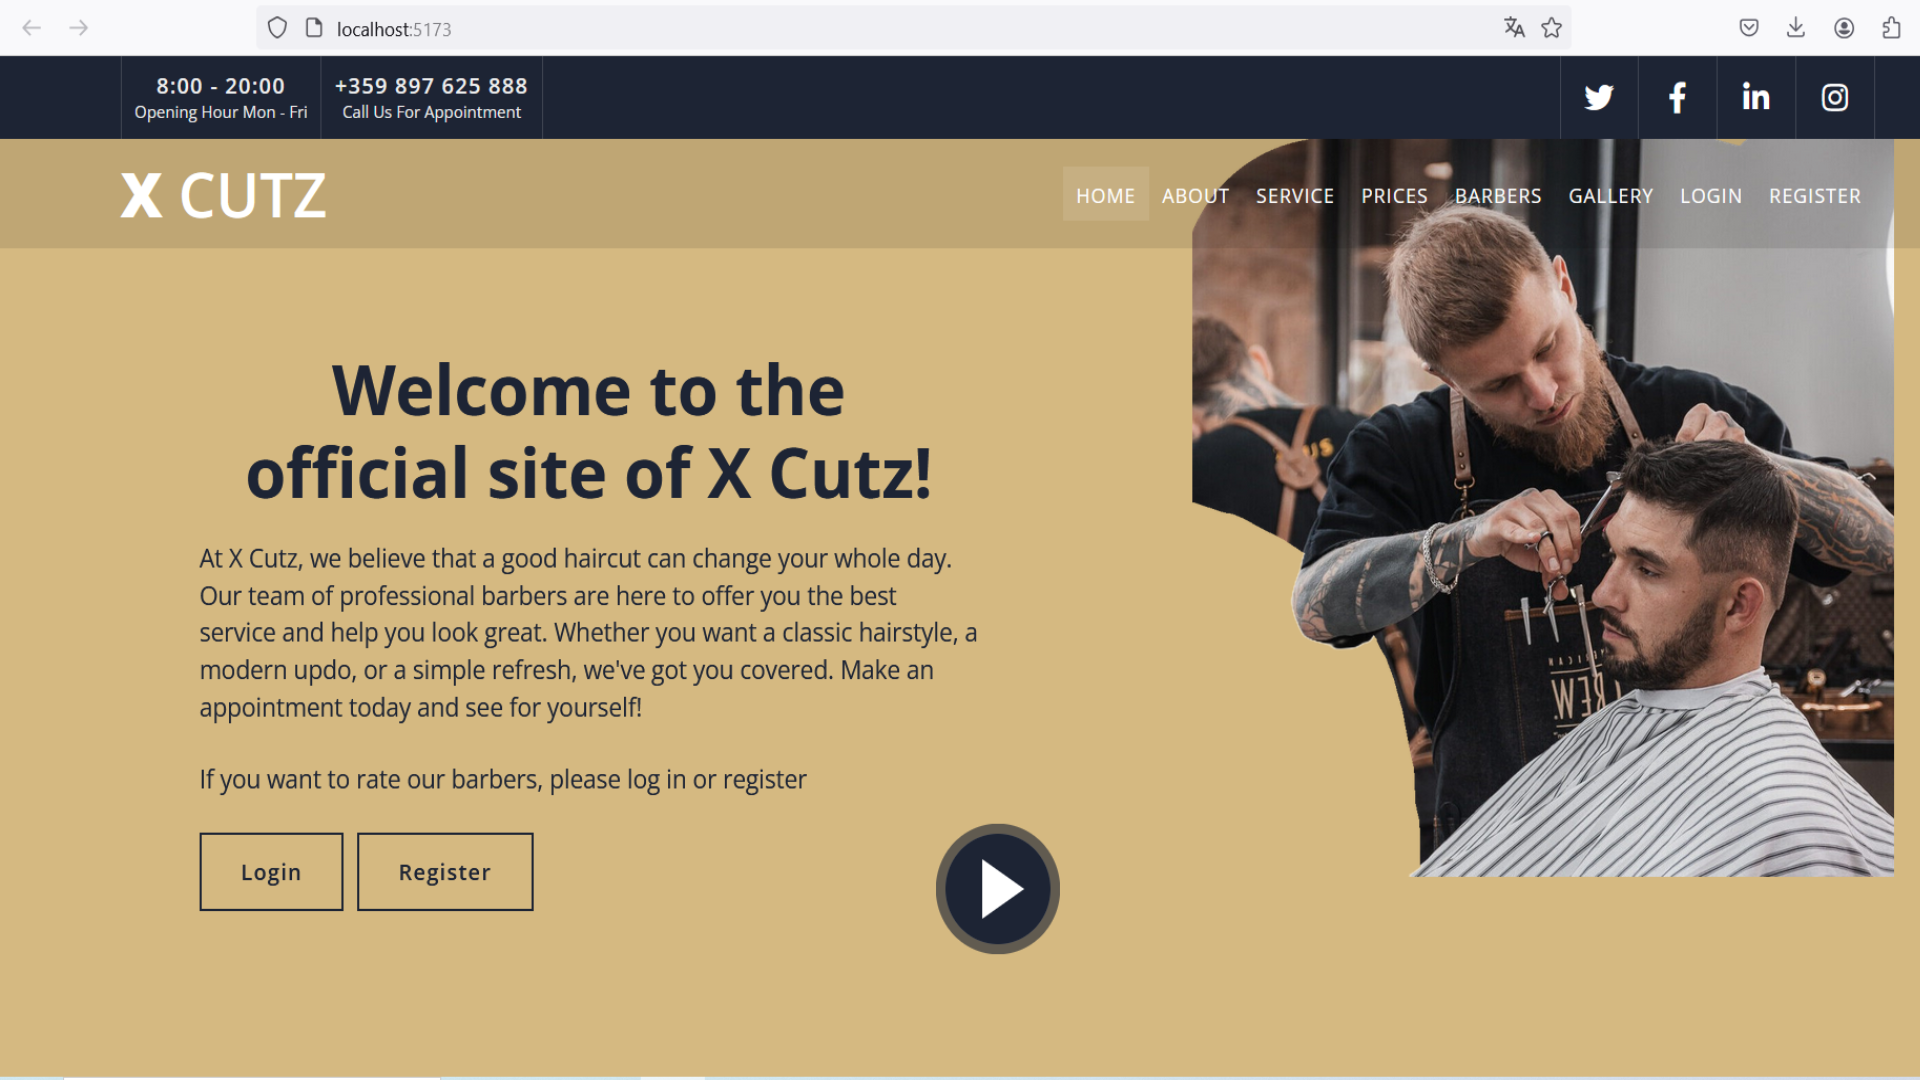 localhost:5173
8:00 - 20:00
Opening Hour Mon - Fri
+359 897 625 888
Call Us For Appointment
X CUTZ
HOME ABOUT SERVICE PRICES BARBERS GALLERY LOGIN REGISTER
Welcome to the
official site of X Cutz!
At X Cutz, we believe that a good haircut can change your whole day.
Our team of professional barbers are here to offer you the best
service and help you look great. Whether you want a classic hairstyle, a
modern updo, or a simple refresh, we've got you covered. Make an
appointment today and see for yourself!
If you want to rate our barbers, please log in or register
Login
Register